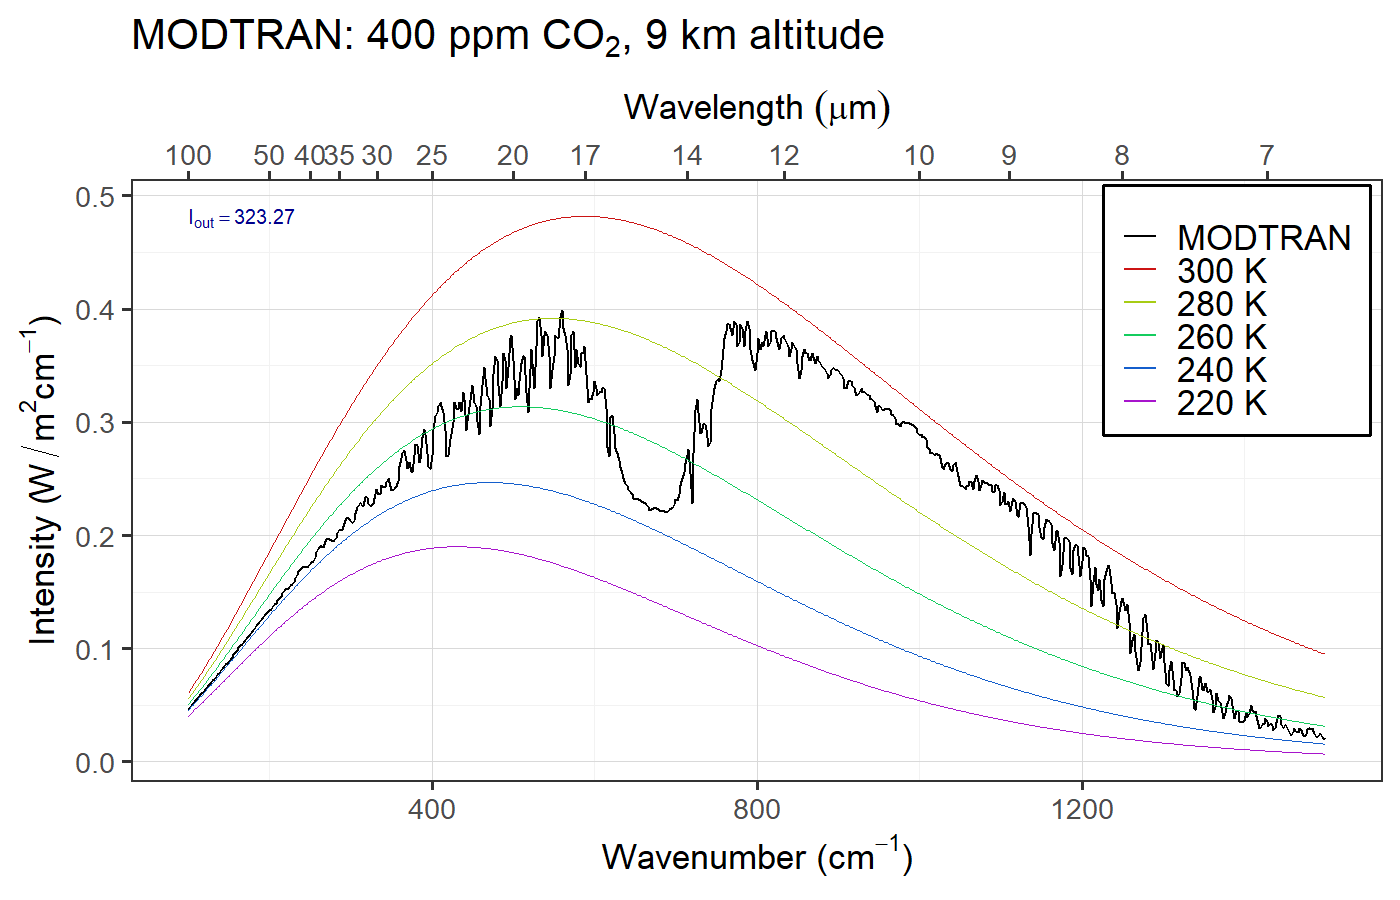 MODTRAN: 400 ppm CO₂, 9 km altitude
Wavelength (μm)
100 50 40 35 30 25 20 17 14 12 10 9 8 7
I_out = 323.27
MODTRAN
300 K
280 K
260 K
240 K
220 K
0.5
0.4
0.3
0.2
0.1
0.0
Intensity (W / m²cm⁻¹)
400 800 1200
Wavenumber (cm⁻¹)